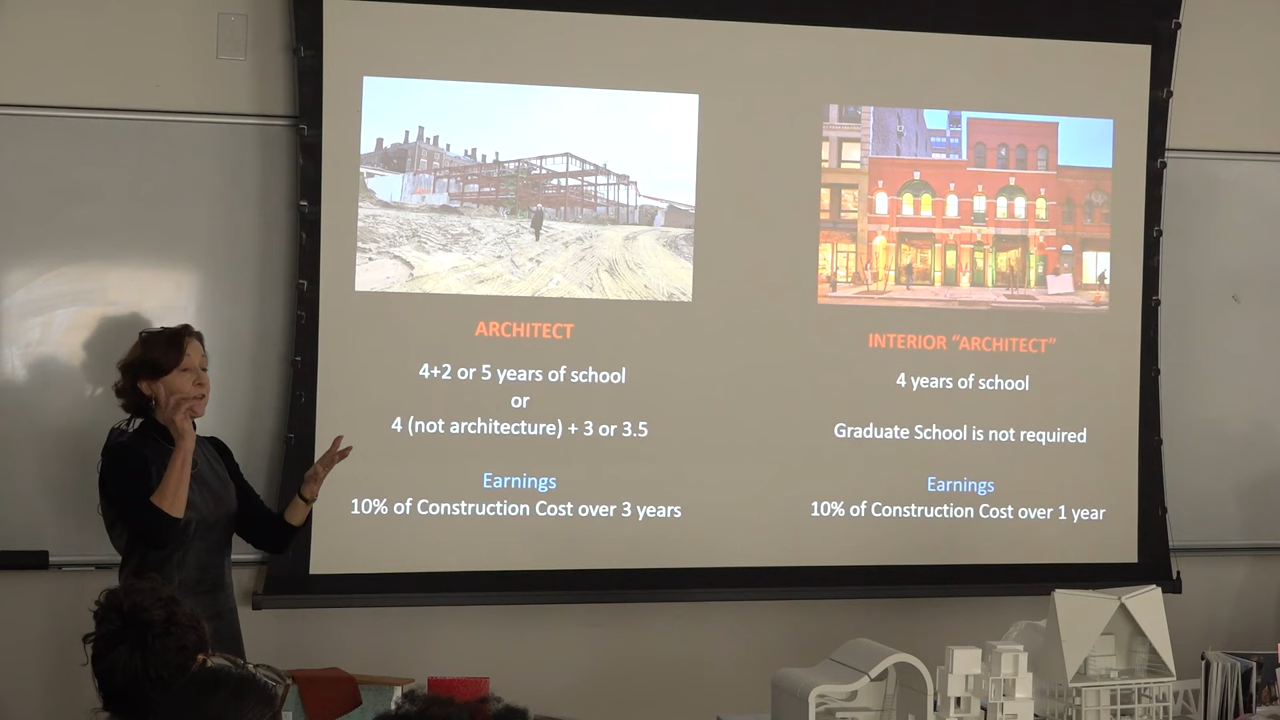 ARCHITECT
4+2 or 5 years of school
or
4 (not architecture) + 3 or 3.5
Earnings
10% of Construction Cost over 3 years
INTERIOR “ARCHITECT”
4 years of school
Graduate School is not required
Earnings
10% of Construction Cost over 1 year